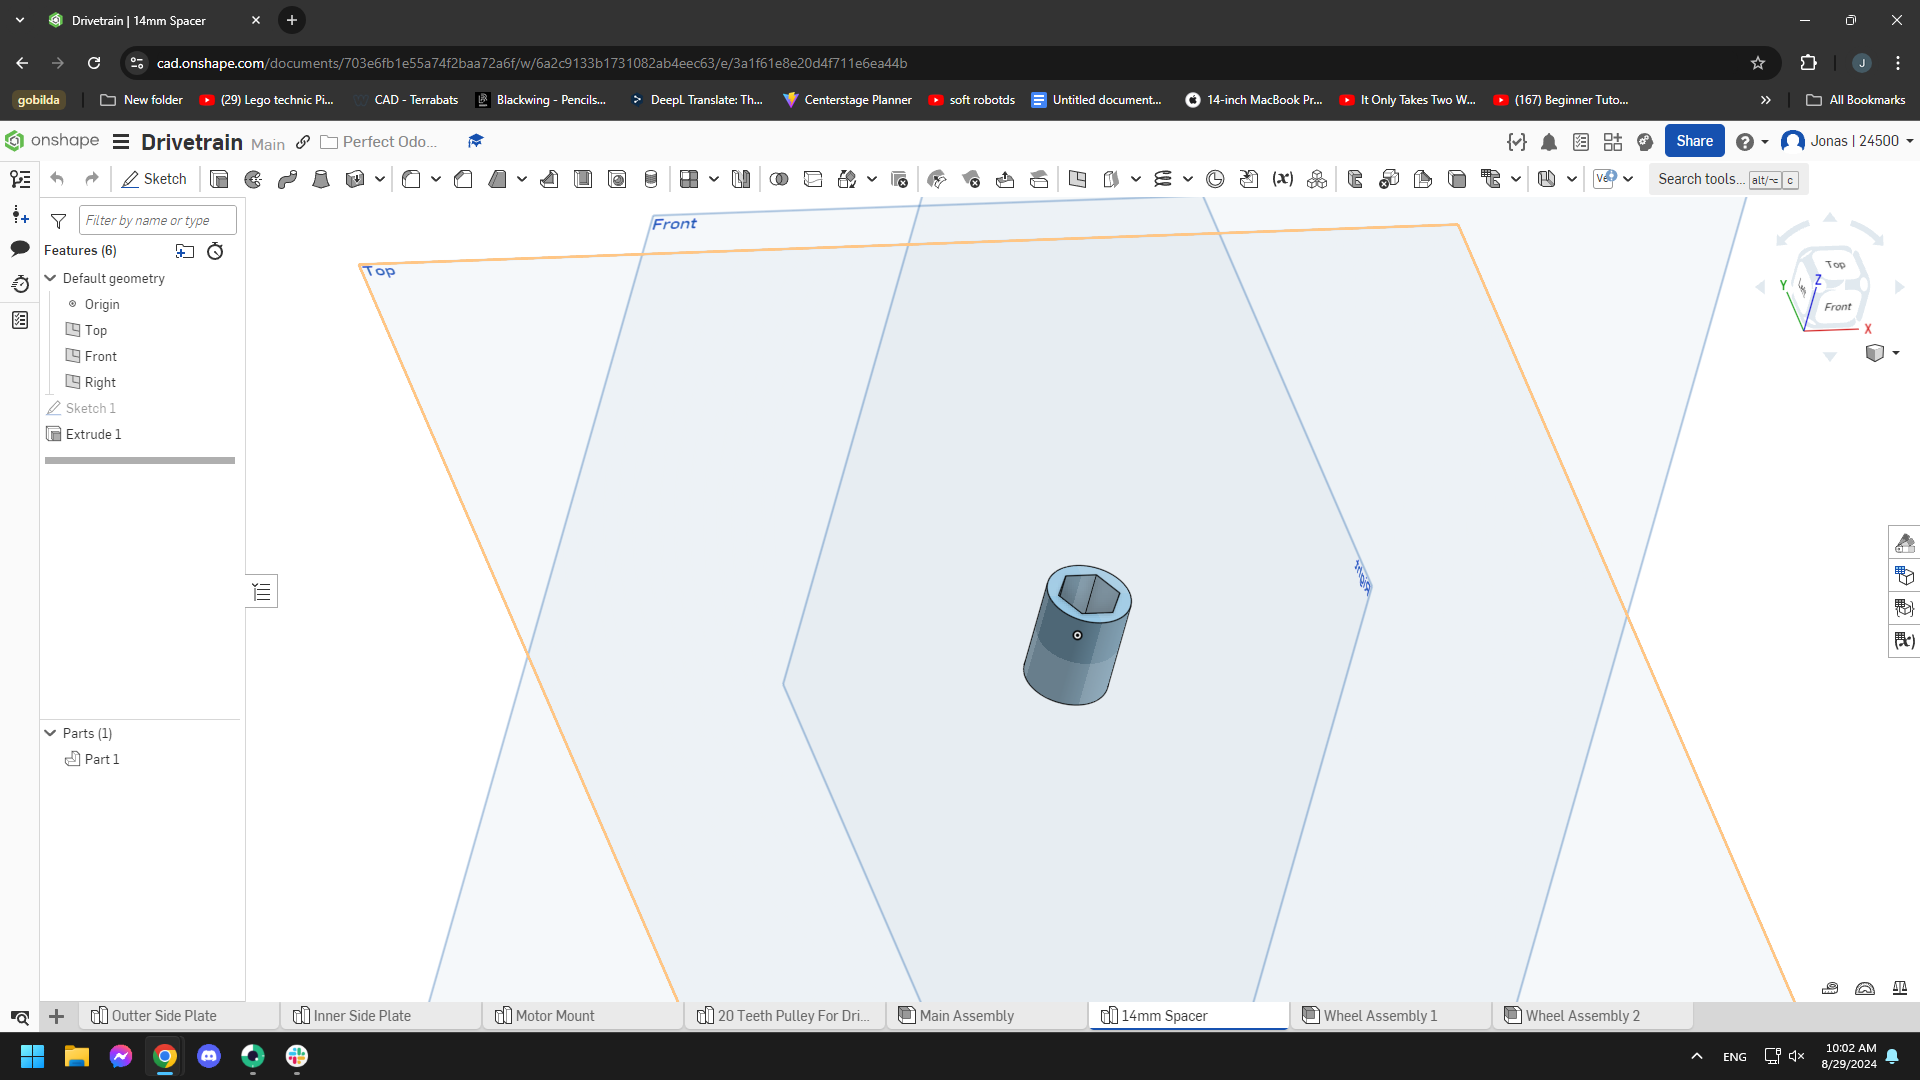 Drivetrain | 14mm Spacer
cad.onshape.com/documents/703e6fb1e55a74f2baa72a6f/w/6a2c9133b1731082ab4eec63/e/3a1f61e8e20d4f711e6ea44b
J
gobilda
New folder
(29) Lego technic Pi...
CAD - Terrabats
Blackwing - Pencils...
DeepL Translate: Th...
Centerstage Planner
soft robotds
Untitled document...
14-inch MacBook Pr...
It Only Takes Two W...
(167) Beginner Tuto...
All Bookmarks
onshape
Drivetrain Main
Perfect Odo...
Share
Jonas | 24500
Sketch
Search tools... alt/⌥ c
Filter by name or type
Features (6)
Default geometry
Origin
Top
Front
Right
Sketch 1
Extrude 1
Parts (1)
Part 1
Front
Top
Right
Top
Left
Front
Z
Y
X
Outter Side Plate
Inner Side Plate
Motor Mount
20 Teeth Pulley For Dri...
Main Assembly
14mm Spacer
Wheel Assembly 1
Wheel Assembly 2
ENG
10:02 AM
8/29/2024